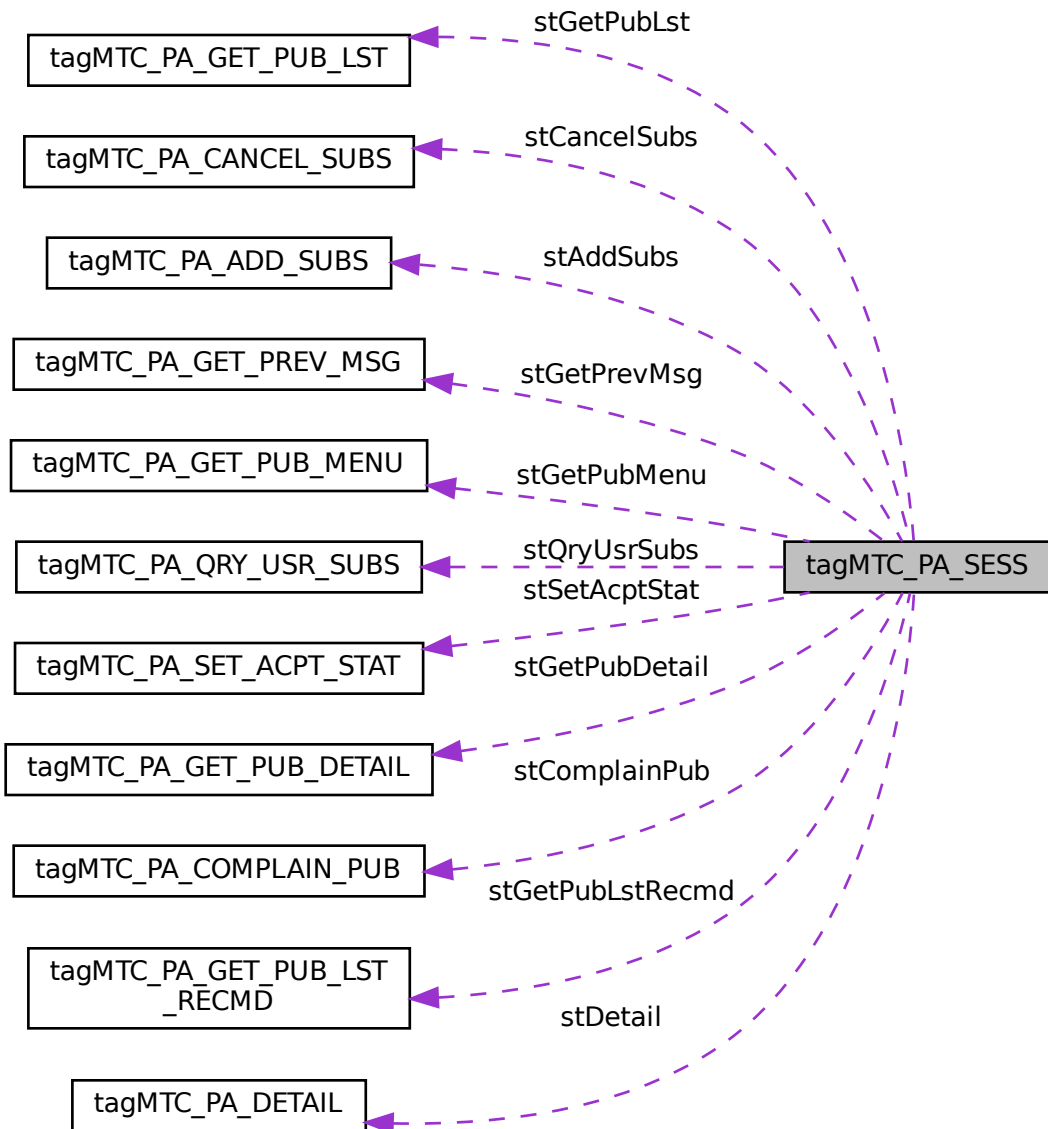 stGetPubLst
tagMTC_PA_GET_PUB_LST
stCancelSubs
tagMTC_PA_CANCEL_SUBS
stAddSubs
tagMTC_PA_ADD_SUBS
tagMTC_PA_GET_PREV_MSG
stGetPrevMsg
tagMTC_PA_GET_PUB_MENU
stGetPubMenu
stQryUsrSubs
tagMTC_PA_QRY_USR_SUBS
tagMTC_PA_SESS
stSetAcptStat
tagMTC_PA_SET_ACPT_STAT
stGetPubDetail
tagMTC_PA_GET_PUB_DETAIL
stComplainPub
tagMTC_PA_COMPLAIN_PUB
stGetPubLstRecmd
tagMTC_PA_GET_PUB_LST
_RECMD
stDetail
tagMTC_PA_DETAIL